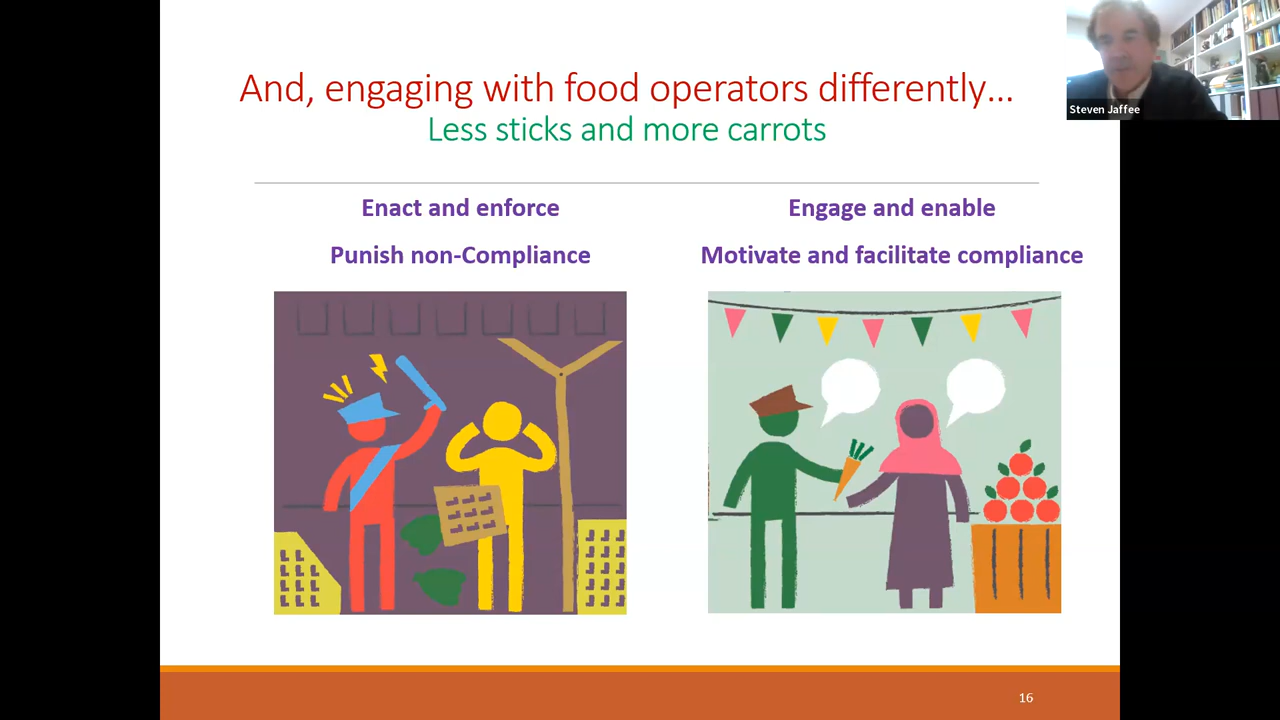 And, engaging with food operators differently…
Less sticks and more carrots
Steven Jaffee
Enact and enforce
Punish non-Compliance
Engage and enable
Motivate and facilitate compliance
16